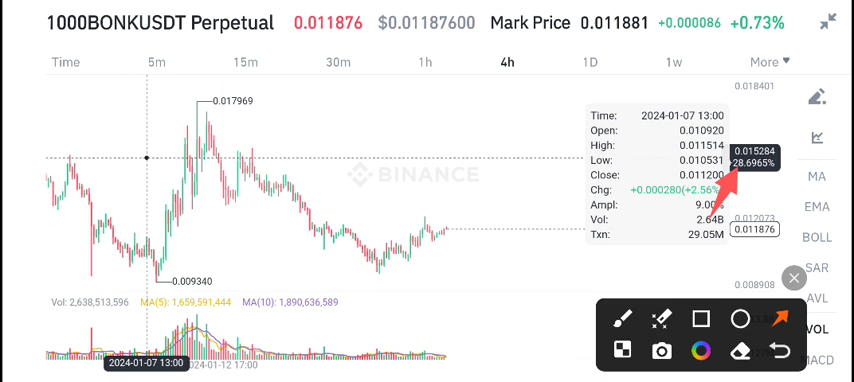 1000BONKUSDT Perpetual 0.011876 $0.01187600 Mark Price 0.011881 +0.000086 +0.73%
Time 5m 15m 30m 1h 4h 1D 1w More
0.018401
0.017969
Time: 2024-01-07 13:00
Open: 0.010920
High: 0.011514
Low: 0.010531
Close: 0.011200
Chg: +0.000280(+2.56%
Ampl: 9.00%
Vol: 2.64B
Txn: 29.05M
0.015284
+28.6965%
BINANCE
0.012073
0.011876
0.009340
0.008908
MA
EMA
BOLL
SAR
AVL
VOL
MACD
Vol: 2,638,513,596 MA(5): 1,659,591,444 MA(10): 1,890,636,589
2024-01-07 13:00
2024-01-12 17:00